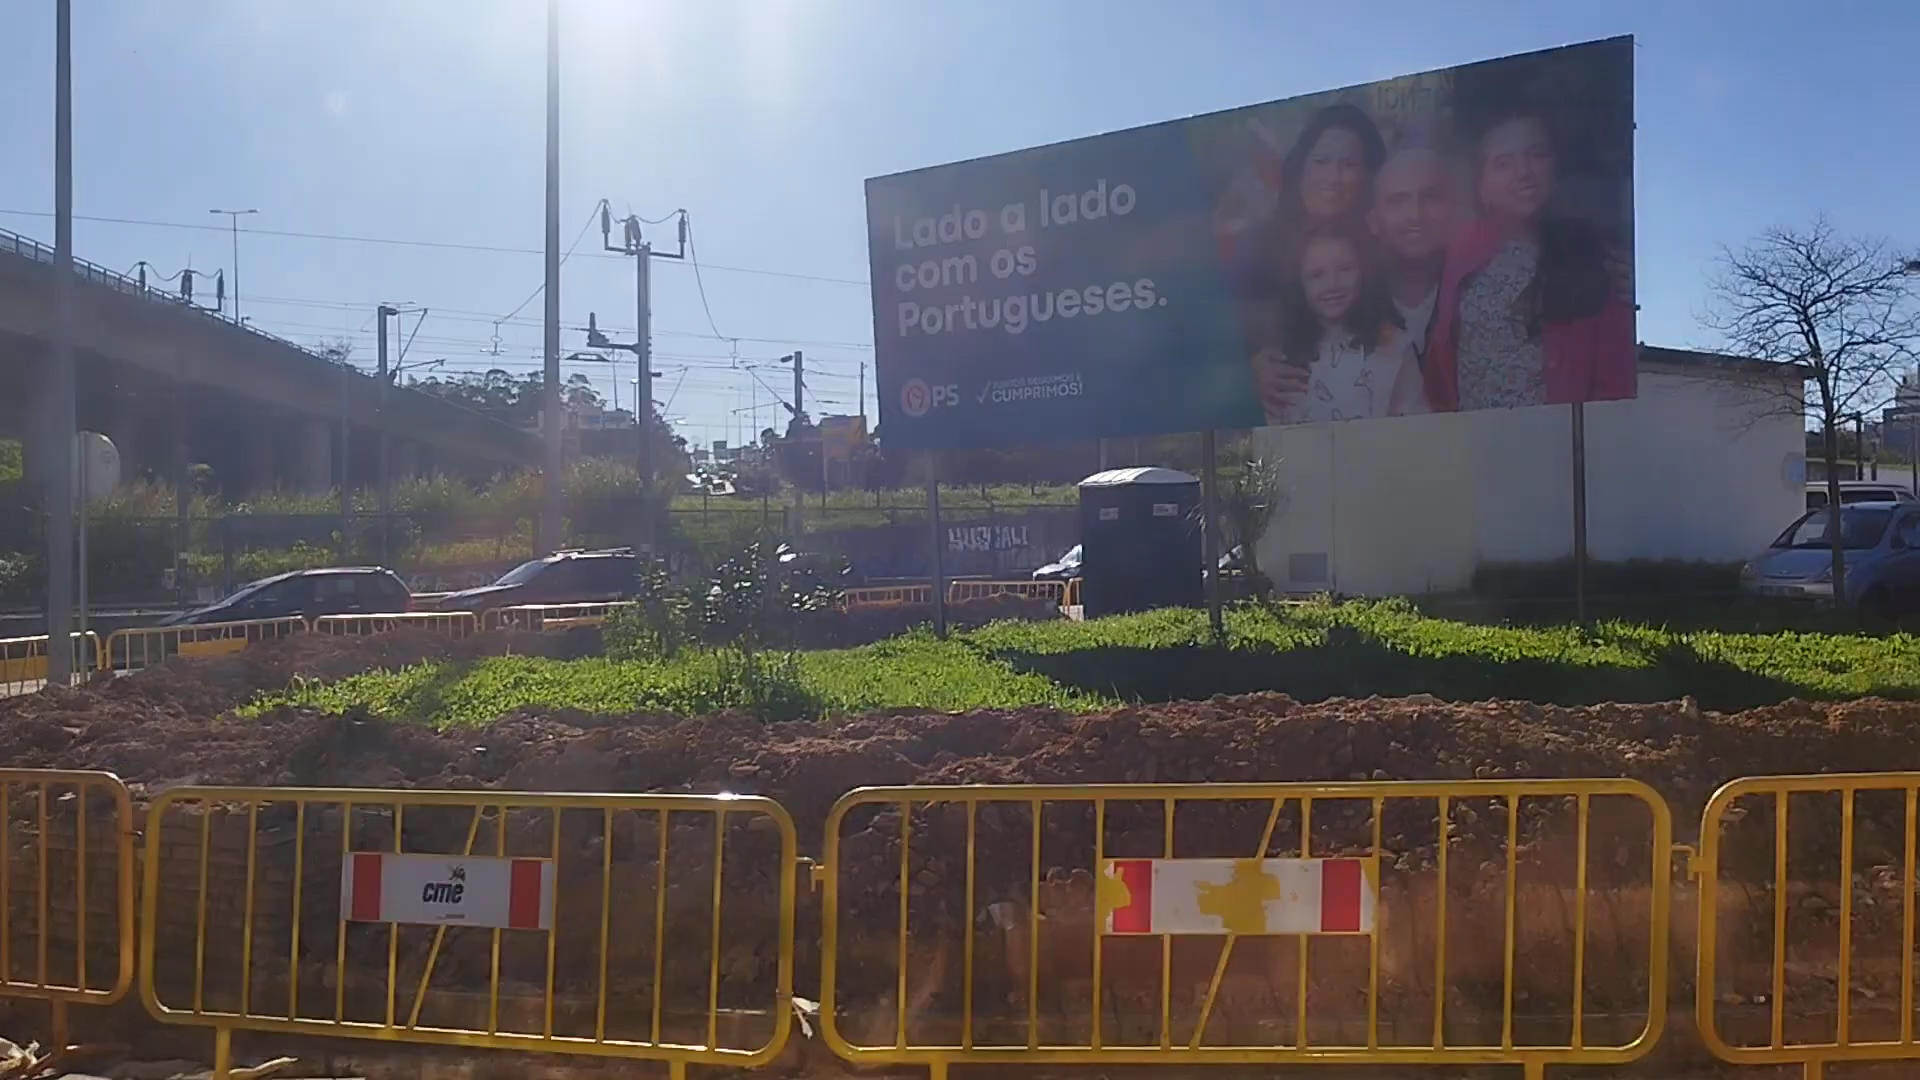 Lado a lado
com os
Portugueses.
PS
CUMPRIMOS!
cme